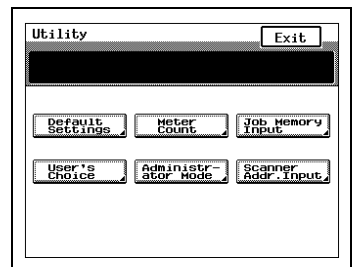 Utility
Exit
Default Meter Job Memory
Settings Count Input
User's Administr- Scanner
Choice ator Mode Addr.Input